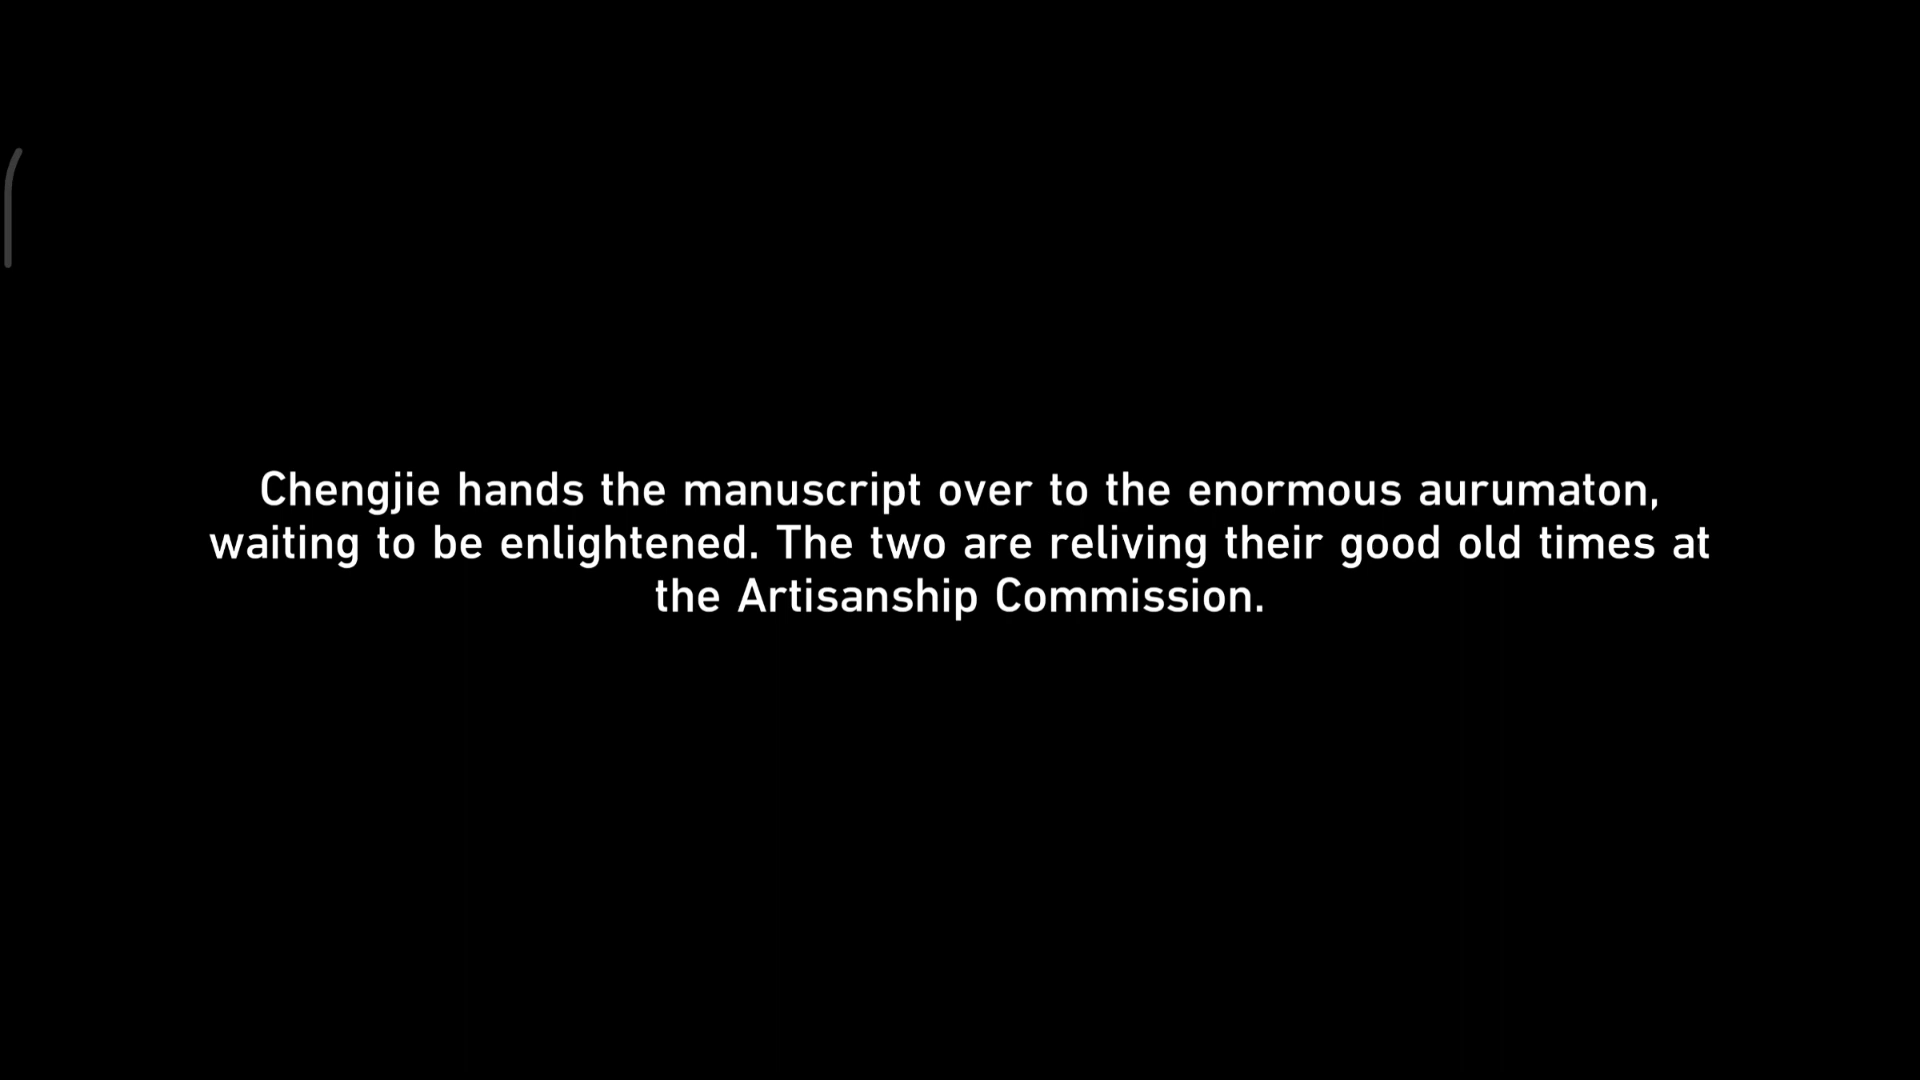 Chengjie hands the manuscript over to the enormous aurumaton,
waiting to be enlightened. The two are reliving their good old times at
the Artisanship Commission.